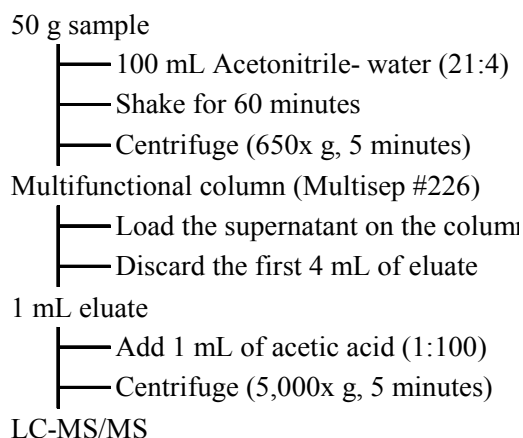 50 g sample
100 mL Acetonitrile- water (21:4)
Shake for 60 minutes
Centrifuge (650x g, 5 minutes)
Multifunctional column (Multisep #226)
Load the supernatant on the colum
Discard the first 4 mL of eluate
1 mL eluate
Add 1 mL of acetic acid (1:100)
Centrifuge (5,000x g, 5 minutes)
LC-MS/MS